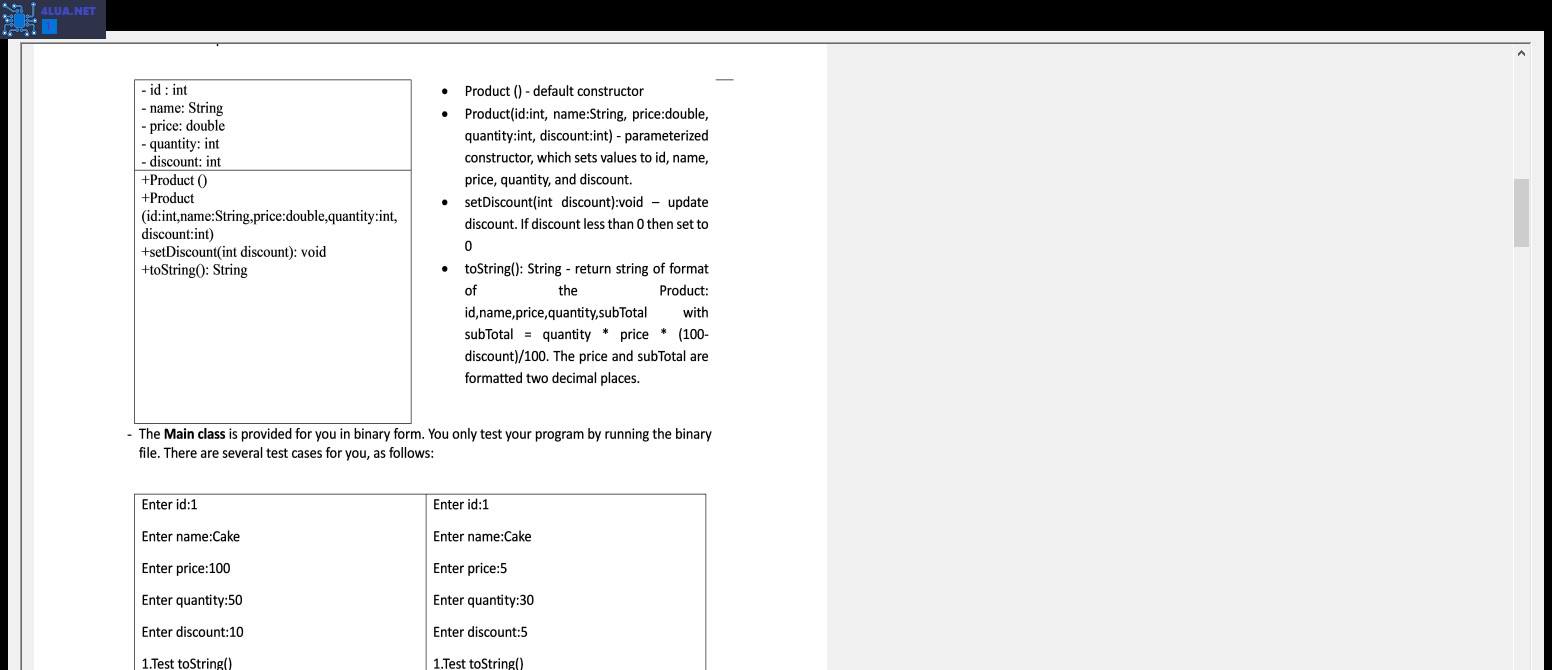 4LUA.NET
- id : int
- name: String
- price: double
- quantity: int
- discount: int
+Product ()
+Product
(id:int,name:String,price:double,quantity:int,
discount:int)
+setDiscount(int discount): void
+toString(): String
• Product () - default constructor
• Product(id:int, name:String, price:double,
quantity:int, discount:int) - parameterized
constructor, which sets values to id, name,
price, quantity, and discount.
• setDiscount(int discount):void – update
discount. If discount less than 0 then set to
0
• toString(): String - return string of format
of the Product:
id,name,price,quantity,subTotal with
subTotal = quantity * price * (100-
discount)/100. The price and subTotal are
formatted two decimal places.
- The Main class is provided for you in binary form. You only test your program by running the binary
file. There are several test cases for you, as follows:
Enter id:1
Enter name:Cake
Enter price:100
Enter quantity:50
Enter discount:10
1.Test toString()
Enter id:1
Enter name:Cake
Enter price:5
Enter quantity:30
Enter discount:5
1.Test toString()